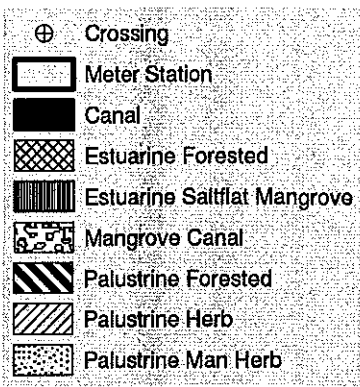 Crossing
Meter Station
Canal
Estuarine Forested
Estuarine Saltflat Mangrove
Mangrove Canal
Palustrine Forested
Palustrine Herb
Palustrine Man Herb